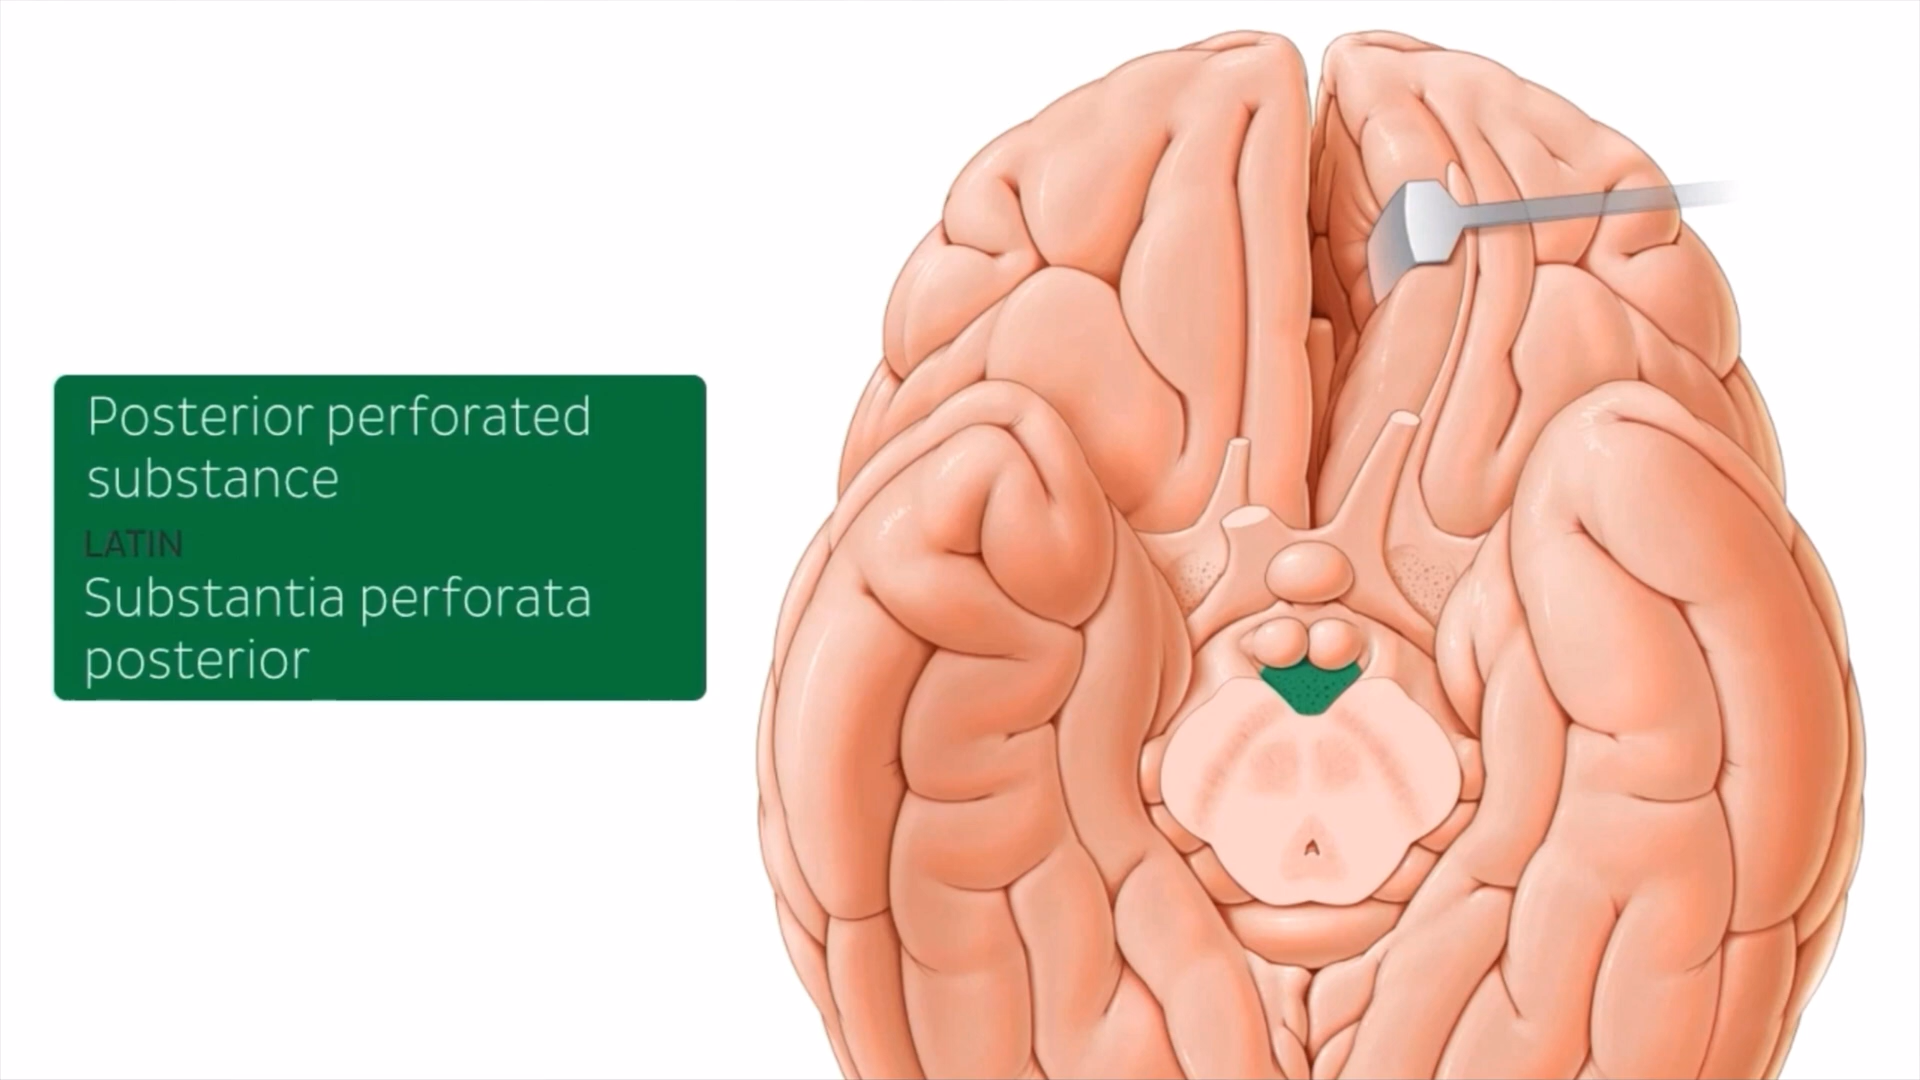 Posterior perforated
substance
LATIN
Substantia perforata
posterior